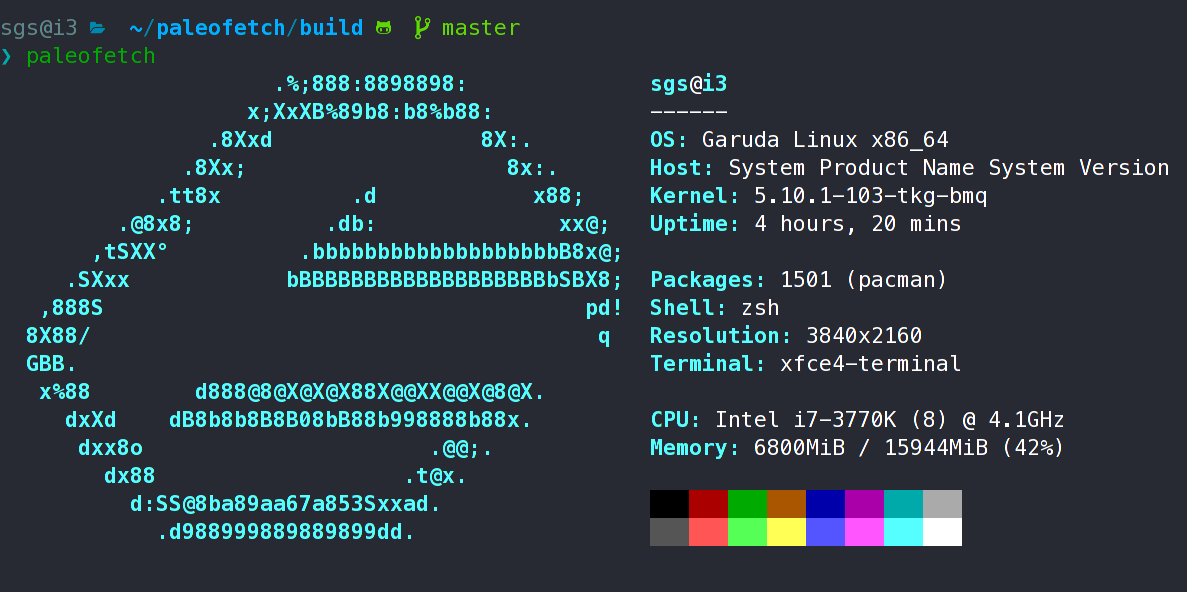 sgs@i3 ~/paleofetch/build master
❯ paleofetch
.%;888:8898898: sgs@i3
x;XxXB%89b8:b8%b88: ------
.8Xxd 8X:. OS: Garuda Linux x86_64
.8Xx; 8x:. Host: System Product Name System Version
.tt8x .d x88; Kernel: 5.10.1-103-tkg-bmq
.@8x8; .db: xx@; Uptime: 4 hours, 20 mins
,tSXX° .bbbbbbbbbbbbbbbbbbbB8x@;
.SXxx bBBBBBBBBBBBBBBBBBBBbSBX8; Packages: 1501 (pacman)
,888S pd! Shell: zsh
8X88/ q Resolution: 3840x2160
GBB. Terminal: xfce4-terminal
x%88 d888@8@X@X@X88X@@XX@@X@8@X.
dxXd dB8b8b8B8B08bB88b998888b88x. CPU: Intel i7-3770K (8) @ 4.1GHz
dxx8o .@@;. Memory: 6800MiB / 15944MiB (42%)
dx88 .t@x.
d:SS@8ba89aa67a853Sxxad.
.d988999889889899dd.